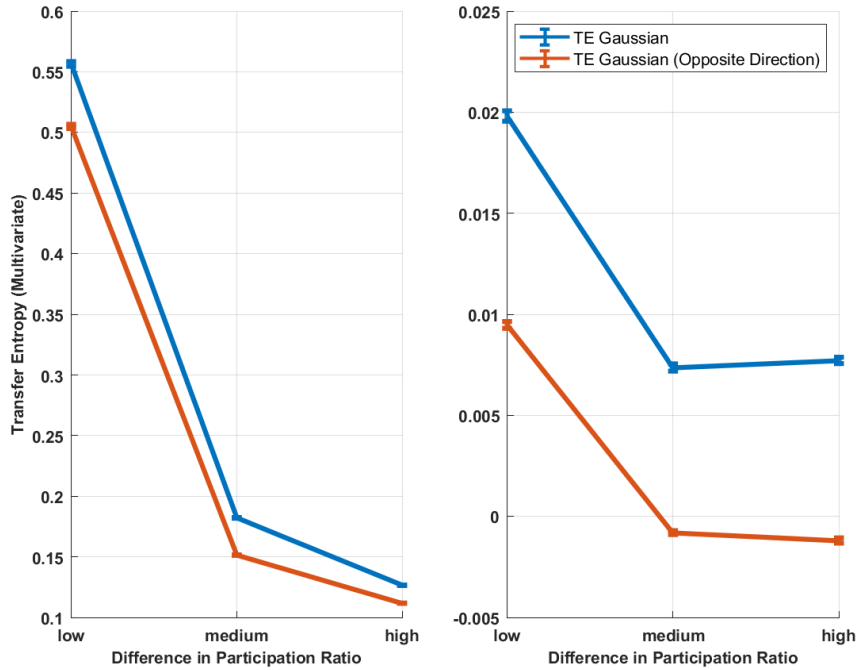 0.6
0.55
0.5
0.45
0.4
0.35
0.3
0.25
0.2
0.15
0.1
Transfer Entropy (Multivariate)
low
medium
high
Difference in Participation Ratio
0.025
0.02
0.015
0.01
0.005
0
-0.005
TE Gaussian
TE Gaussian (Opposite Direction)
low
medium
high
Difference in Participation Ratio